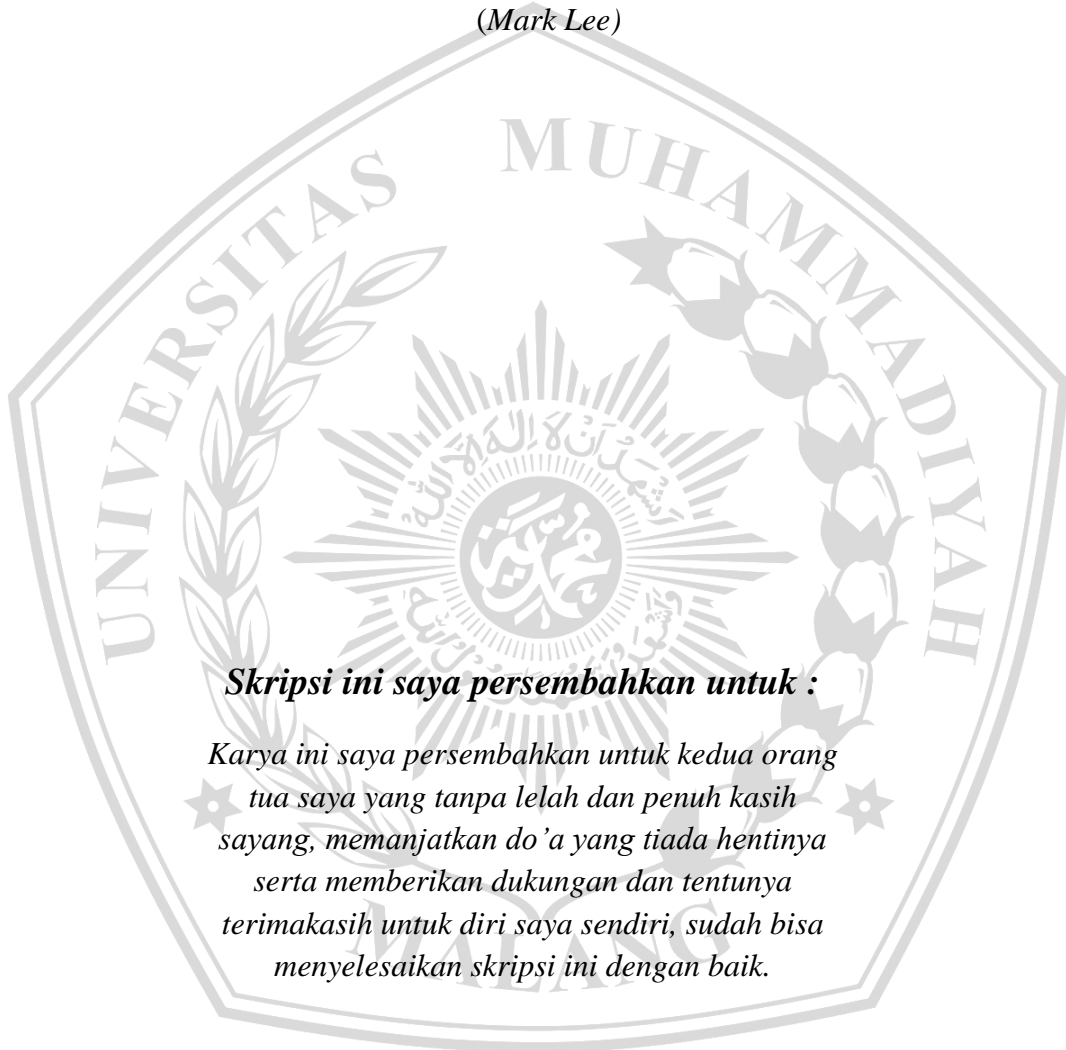 (Mark Lee)
UNIVERSITAS MUHAMMADIYAH
Skripsi ini saya persembahkan untuk :
Karya ini saya persembahkan untuk kedua orang
tua saya yang tanpa lelah dan penuh kasih
sayang, memanjatkan do’a yang tiada hentinya
serta memberikan dukungan dan tentunya
terimakasih untuk diri saya sendiri, sudah bisa
menyelesaikan skripsi ini dengan baik.
MALANG